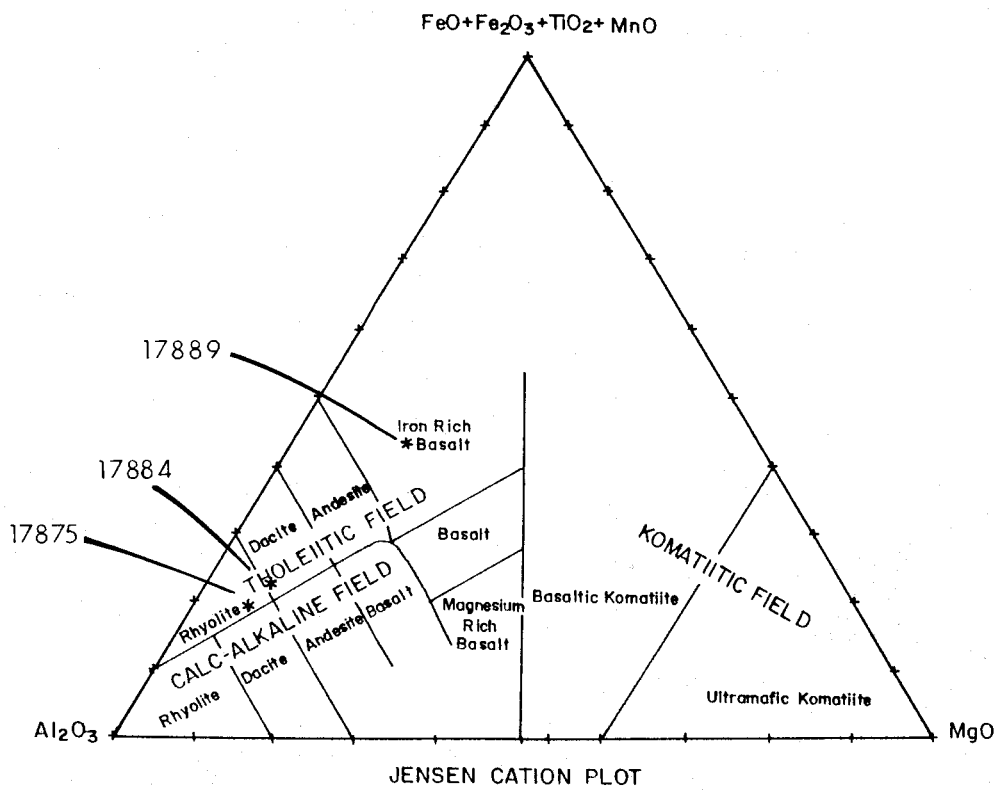 FeO+Fe₂O₃+TiO₂+ MnO
17889
Iron Rich
*Basalt
17884
17875
Dacite
Andesite
THOLEIITIC FIELD
Basalt
KOMATIITIC FIELD
Rhyolite*
CALC-ALKALINE FIELD
Rhyolite
Dacite
Andesite
Basalt
Magnesium
Rich
Basalt
Basaltic Komatiite
Ultramafic Komatiite
Al₂O₃
MgO
JENSEN CATION PLOT